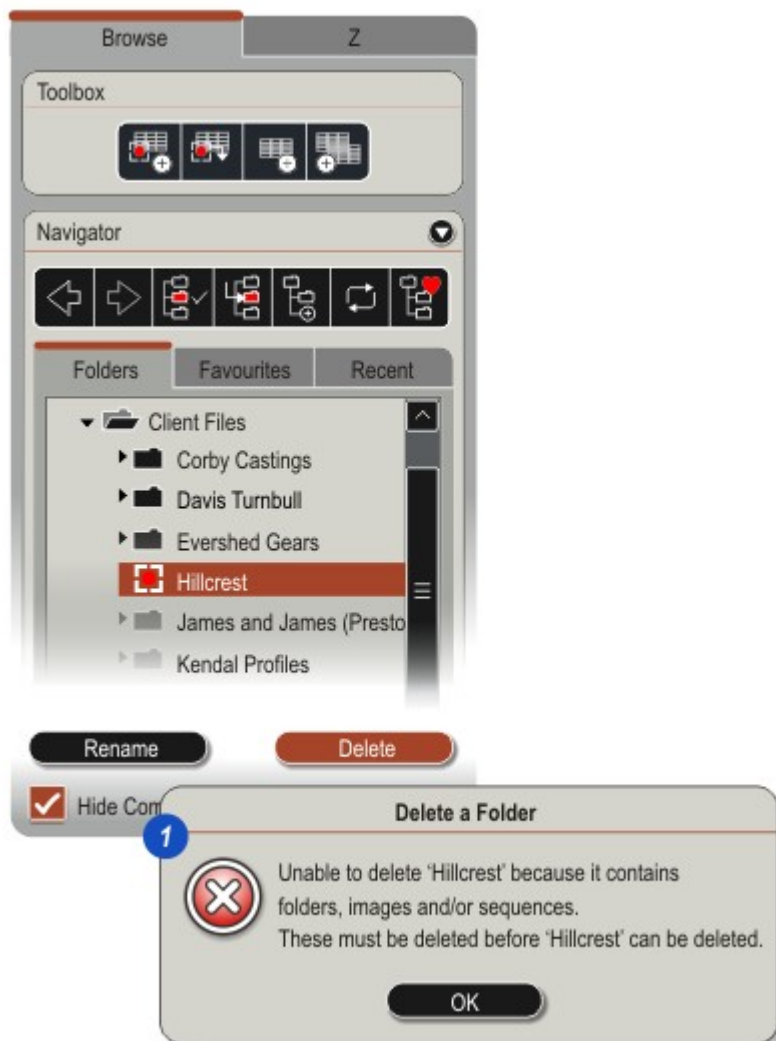 Browse
Z
Toolbox
Navigator
Folders
Favourites
Recent
Client Files
Corby Castings
Davis Turnbull
Evershed Gears
Hillcrest
James and James (Presto
Kendal Profiles
Rename
Delete
Hide Com
1
Delete a Folder
Unable to delete ‘Hillcrest’ because it contains
folders, images and/or sequences.
These must be deleted before ‘Hillcrest’ can be deleted.
OK